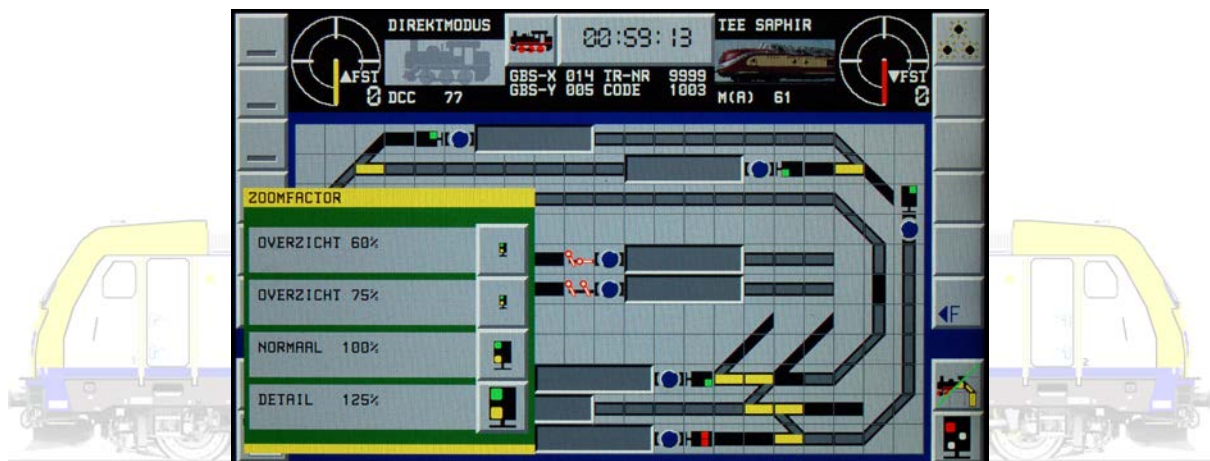 DIREKTMODUS
00:59:13
TEE SAPHIR
▲FST
0
DCC 77
GBS-X 014 TR-NR 9999
GBS-Y 005 CODE 1003
M(A) 61
▼FST
0
ZOOMFACTOR
OVERZICHT 60%
OVERZICHT 75%
NORMAAL 100%
DETAIL 125%
◀F